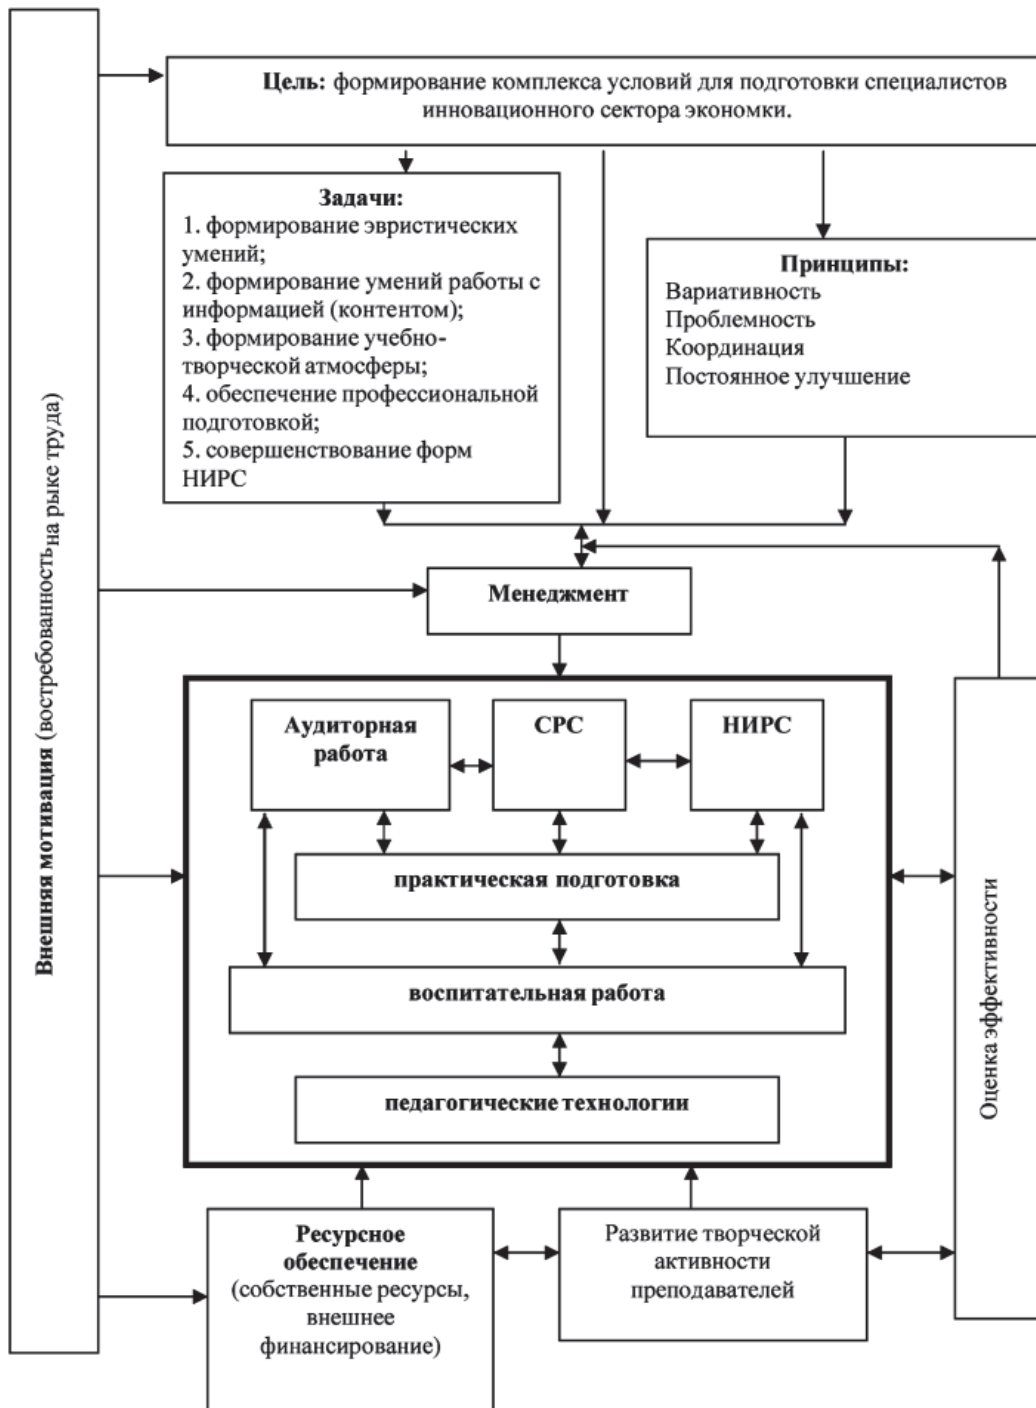 Цель: формирование комплекса условий для подготовки специалистов
инновационного сектора экономки.
Задачи:
1. формирование эвристических
умений;
2. формирование умений работы с
информацией (контентом);
3. формирование учебно-
творческой атмосферы;
4. обеспечение профессиональной
подготовкой;
5. совершенствование форм
НИРС
Принципы:
Вариативность
Проблемность
Координация
Постоянное улучшение
Внешняя мотивация (востребованность на рыке труда)
Менеджмент
Аудиторная
работа
СРС
НИРС
практическая подготовка
воспитательная работа
педагогические технологии
Оценка эффективности
Ресурсное
обеспечение
(собственные ресурсы,
внешнее
финансирование)
Развитие творческой
активности
преподавателей